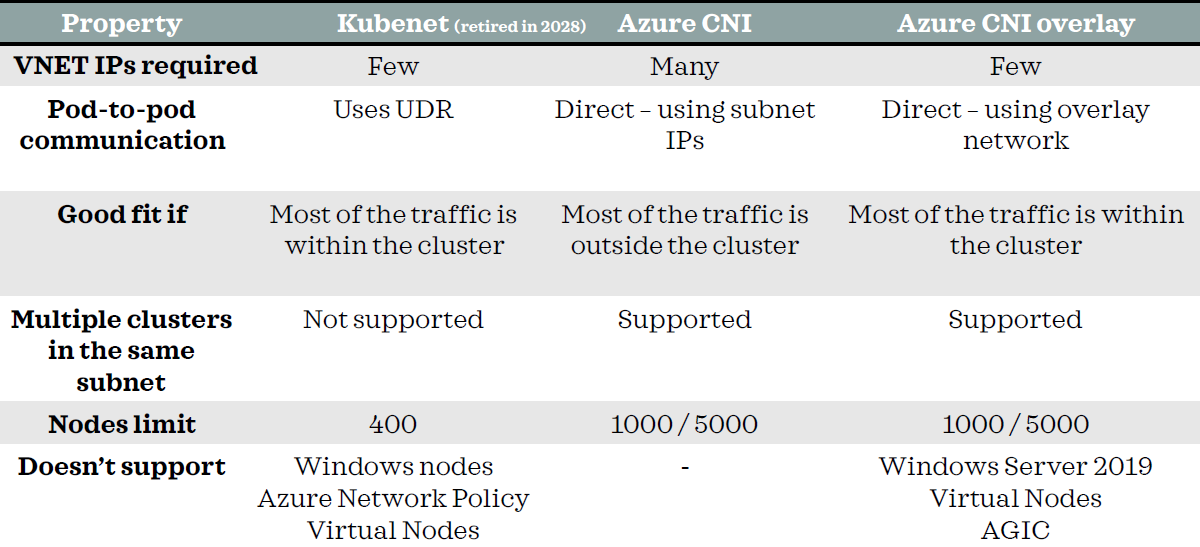 Property Kubenet (retired in 2028) Azure CNI Azure CNI overlay
VNET IPs required Few Many Few
Pod-to-pod Uses UDR Direct – using subnet Direct – using overlay
communication IPs network
Good fit if Most of the traffic is Most of the traffic is Most of the traffic is within
within the cluster outside the cluster the cluster
Multiple clusters Not supported Supported Supported
in the same
subnet
Nodes limit 400 1000 / 5000 1000 / 5000
Doesn’t support Windows nodes - Windows Server 2019
Azure Network Policy Virtual Nodes
Virtual Nodes AGIC